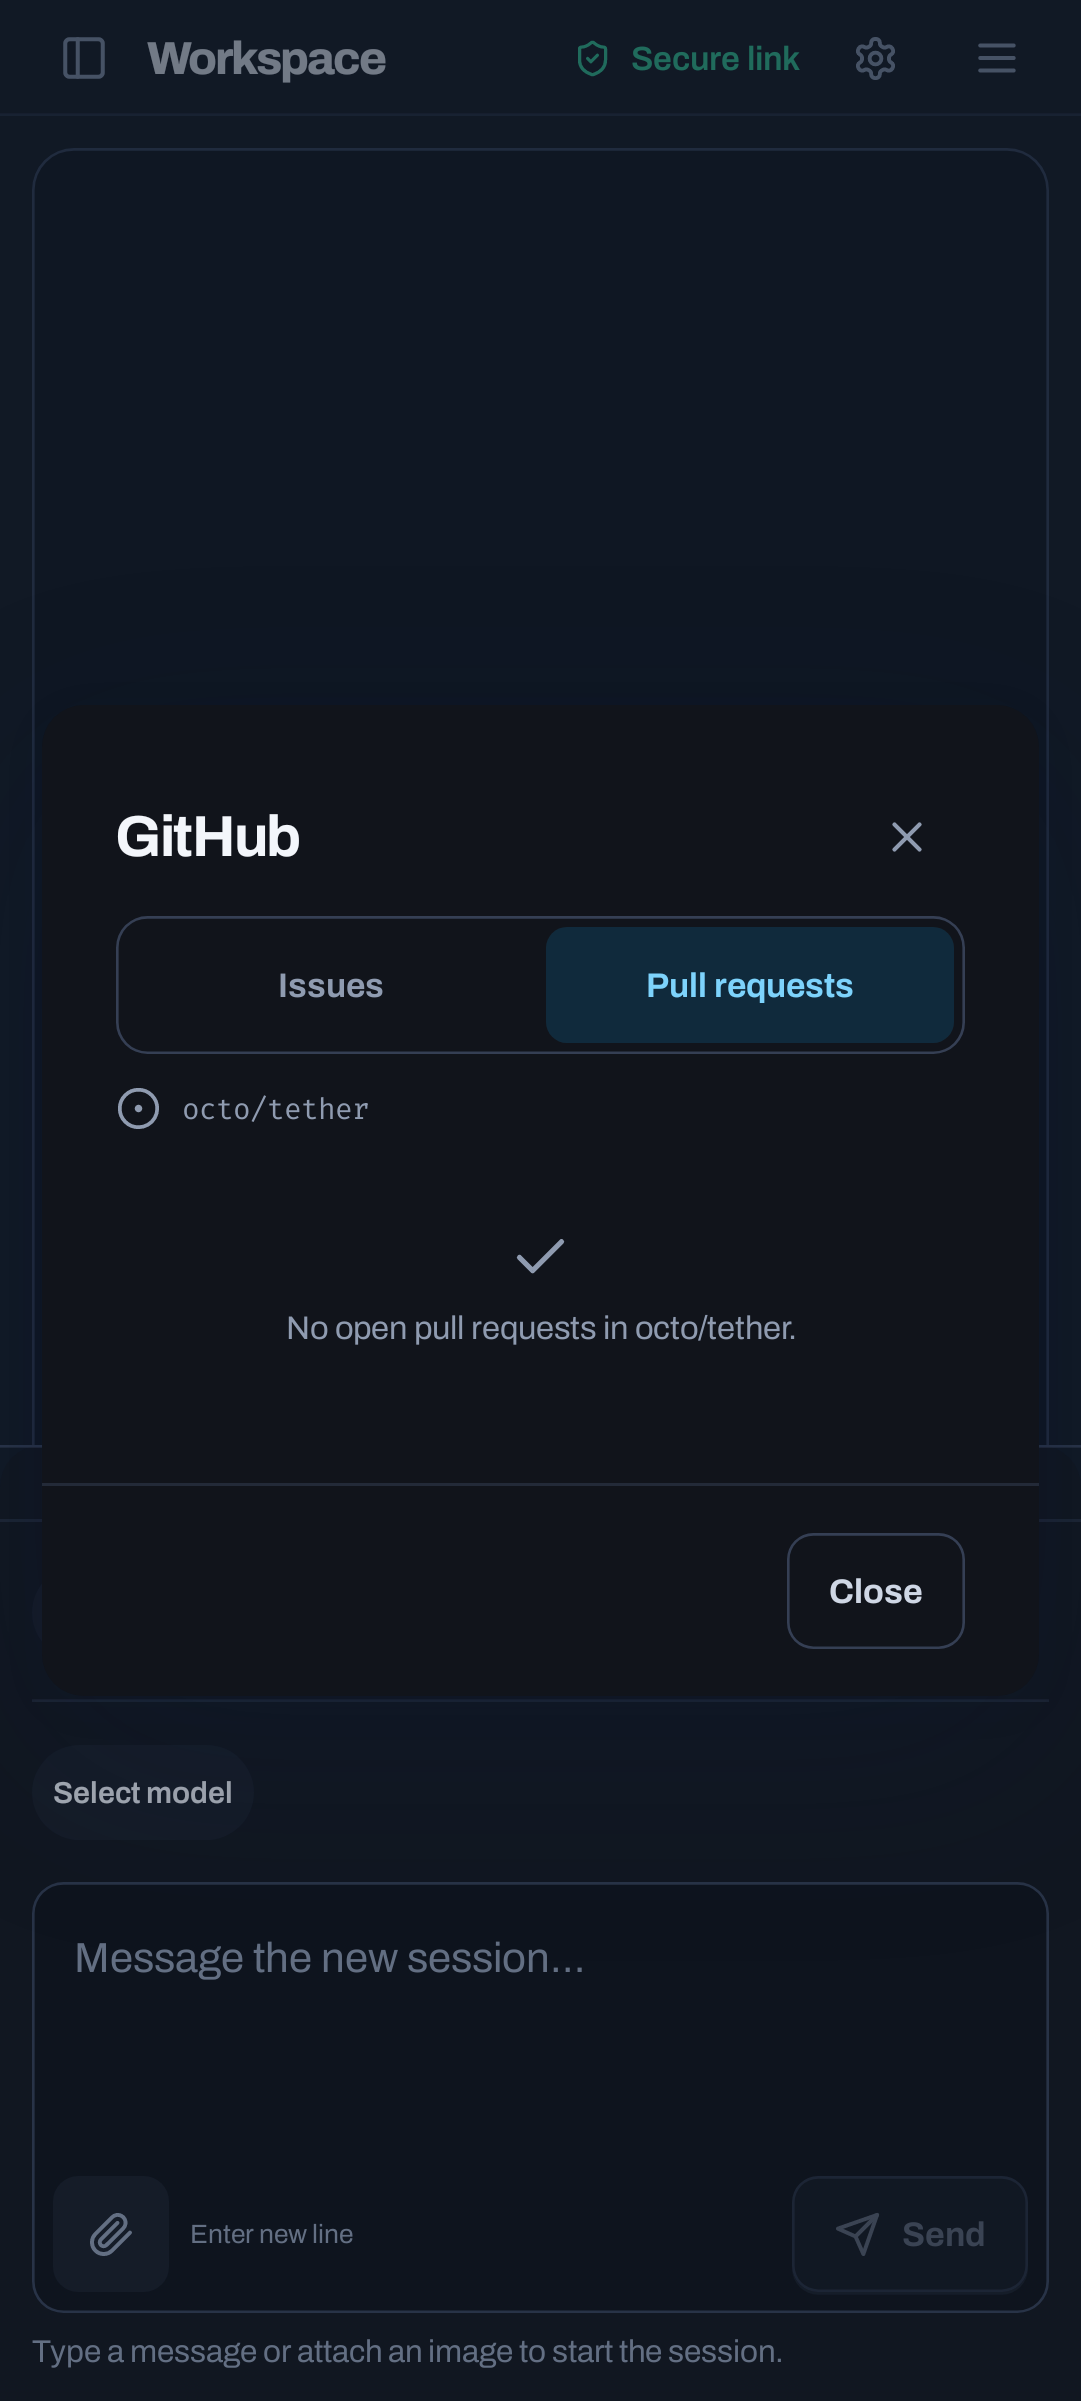 Workspace
Secure link
GitHub
Issues
Pull requests
octo/tether
No open pull requests in octo/tether.
Close
Select model
Message the new session...
Enter new line
Send
Type a message or attach an image to start the session.